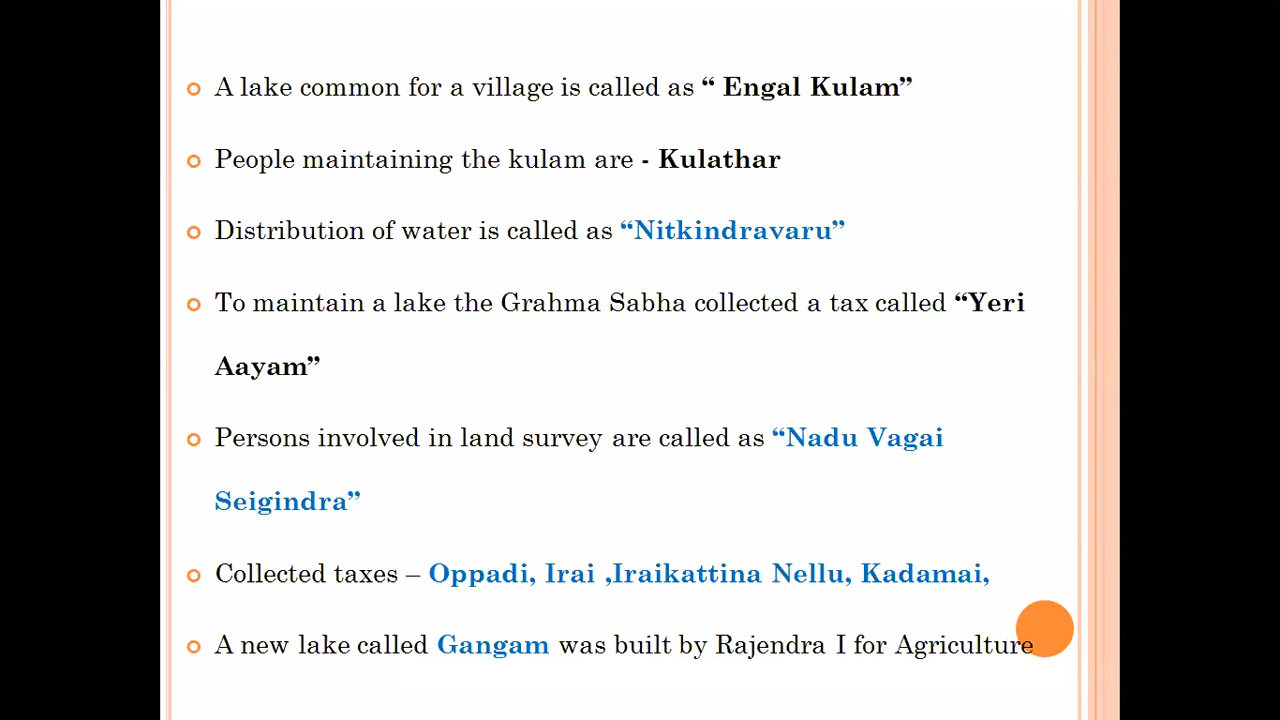 A lake common for a village is called as “ Engal Kulam”
People maintaining the kulam are - Kulathar
Distribution of water is called as “Nitkindravaru”
To maintain a lake the Grahma Sabha collected a tax called “Yeri
Aayam”
Persons involved in land survey are called as “Nadu Vagai
Seigindra”
Collected taxes – Oppadi, Irai ,Iraikattina Nellu, Kadamai,
A new lake called Gangam was built by Rajendra I for Agriculture